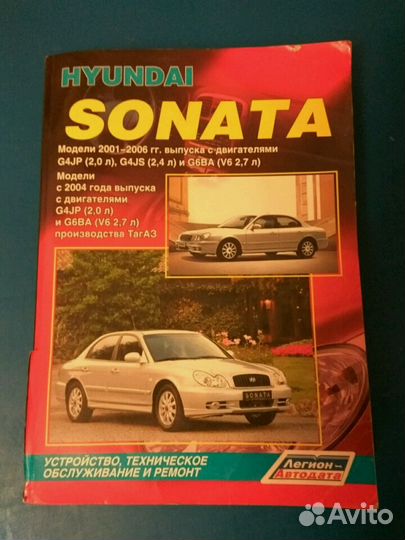 HYUNDAI
SONATA
Модели 2001-2006 гг. выпуска с двигателями
G4JP (2,0 л), G4JS (2,4 л) и G6BA (V6 2,7 л)
Модели
с 2004 года выпуска
с двигателями
G4JP (2,0 л)
и G6BA (V6 2,7 л)
производства ТагАЗ
SONATA
УСТРОЙСТВО, ТЕХНИЧЕСКОЕ
ОБСЛУЖИВАНИЕ И РЕМОНТ
Легион-
Автодата
Avito